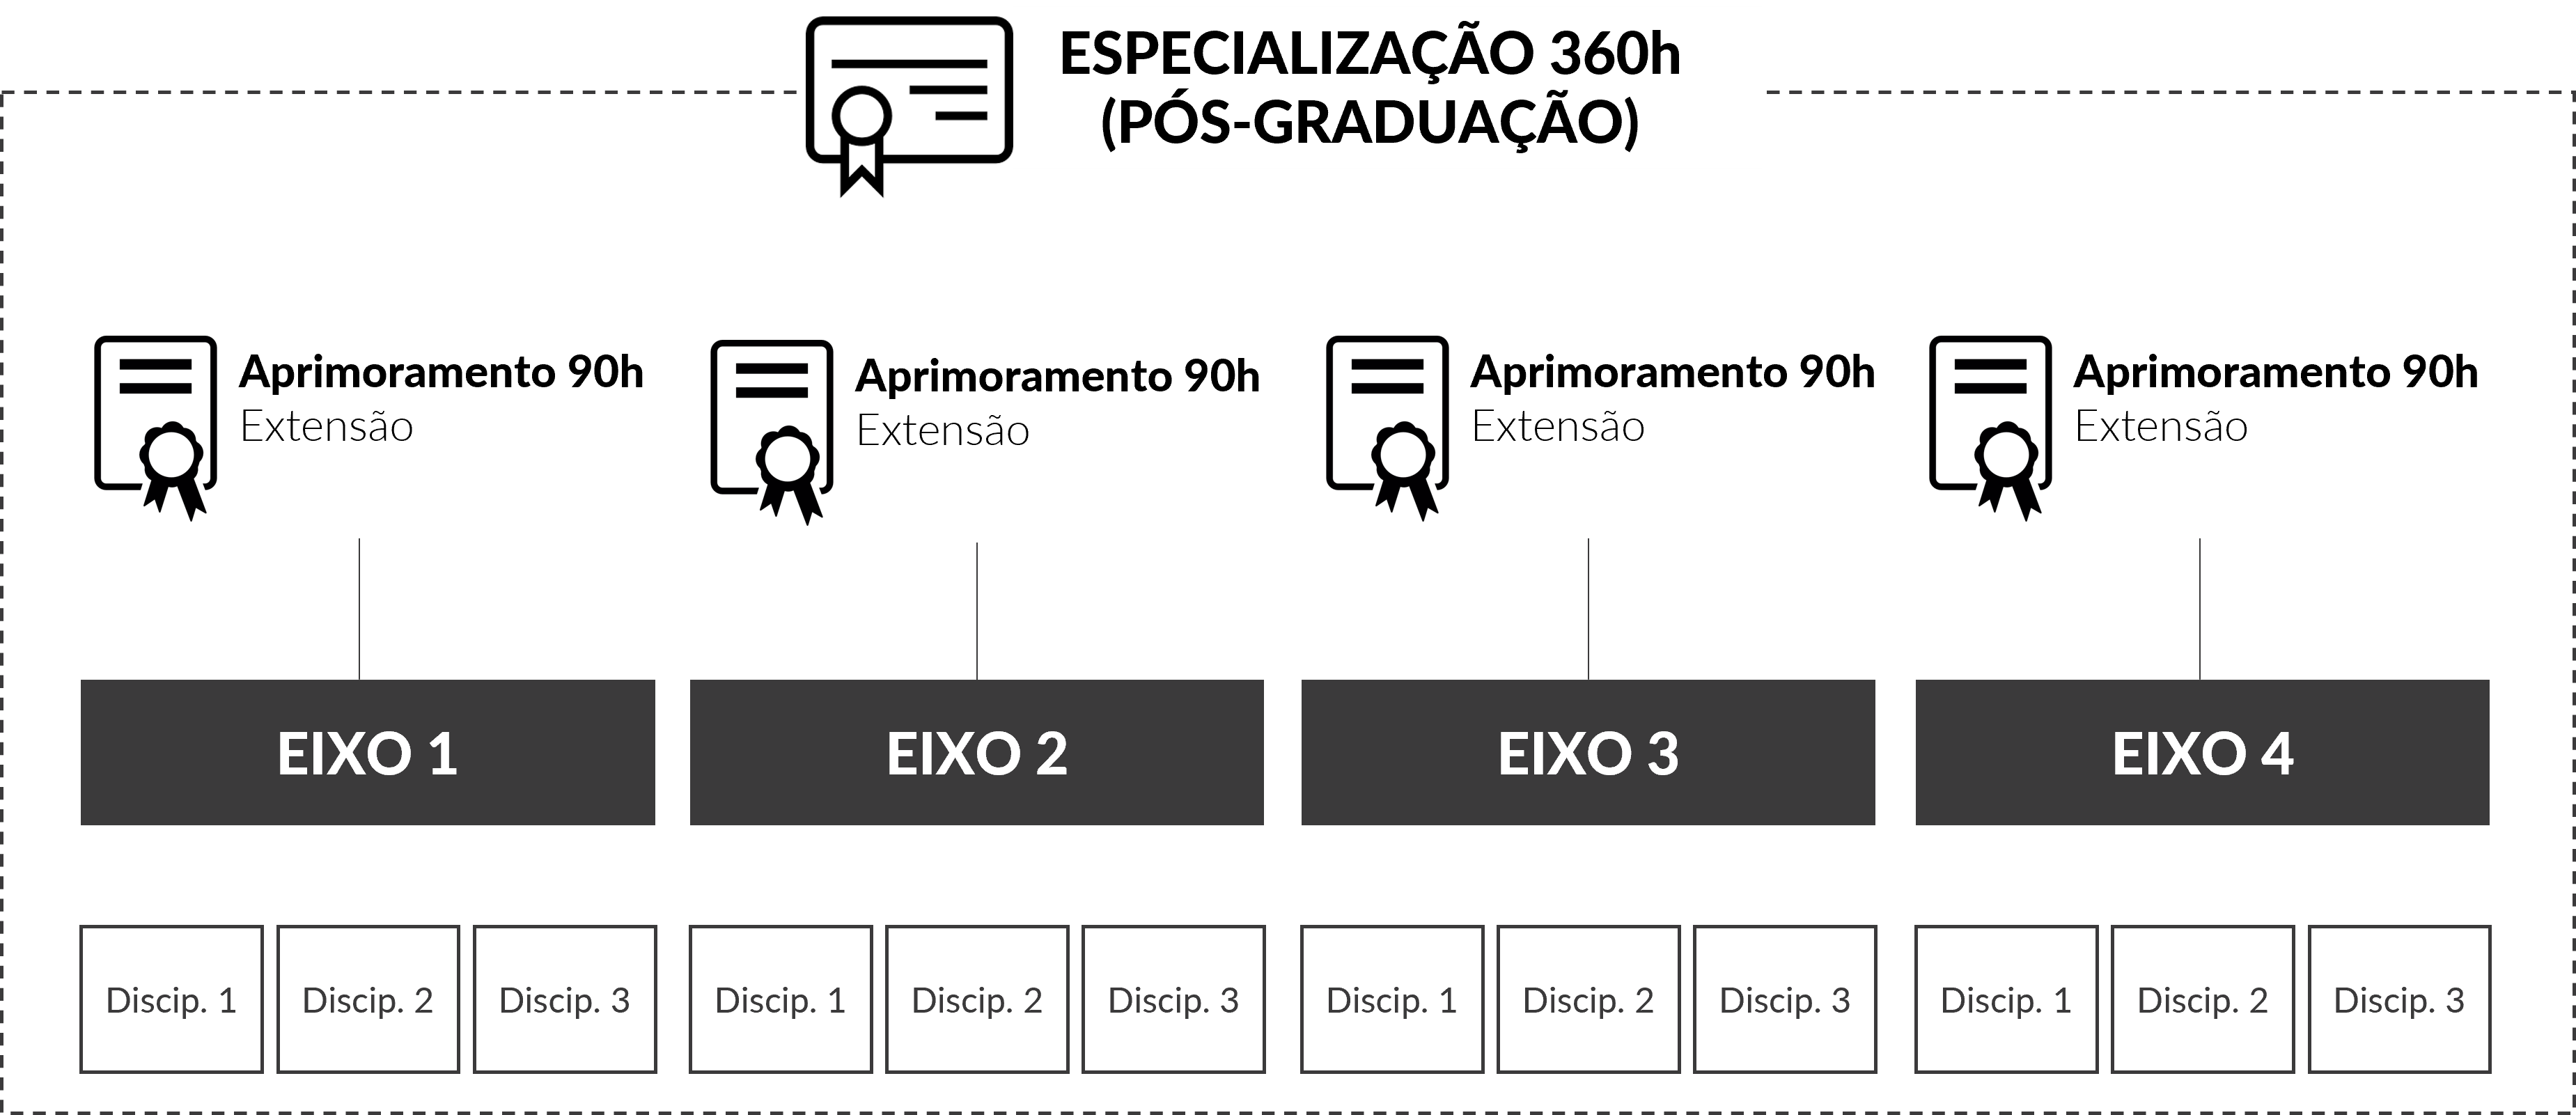 ESPECIALIZAÇÃO 360h
(PÓS-GRADUAÇÃO)
Aprimoramento 90h
Extensão
Aprimoramento 90h
Extensão
Aprimoramento 90h
Extensão
Aprimoramento 90h
Extensão
EIXO 1
EIXO 2
EIXO 3
EIXO 4
Discip. 1
Discip. 2
Discip. 3
Discip. 1
Discip. 2
Discip. 3
Discip. 1
Discip. 2
Discip. 3
Discip. 1
Discip. 2
Discip. 3